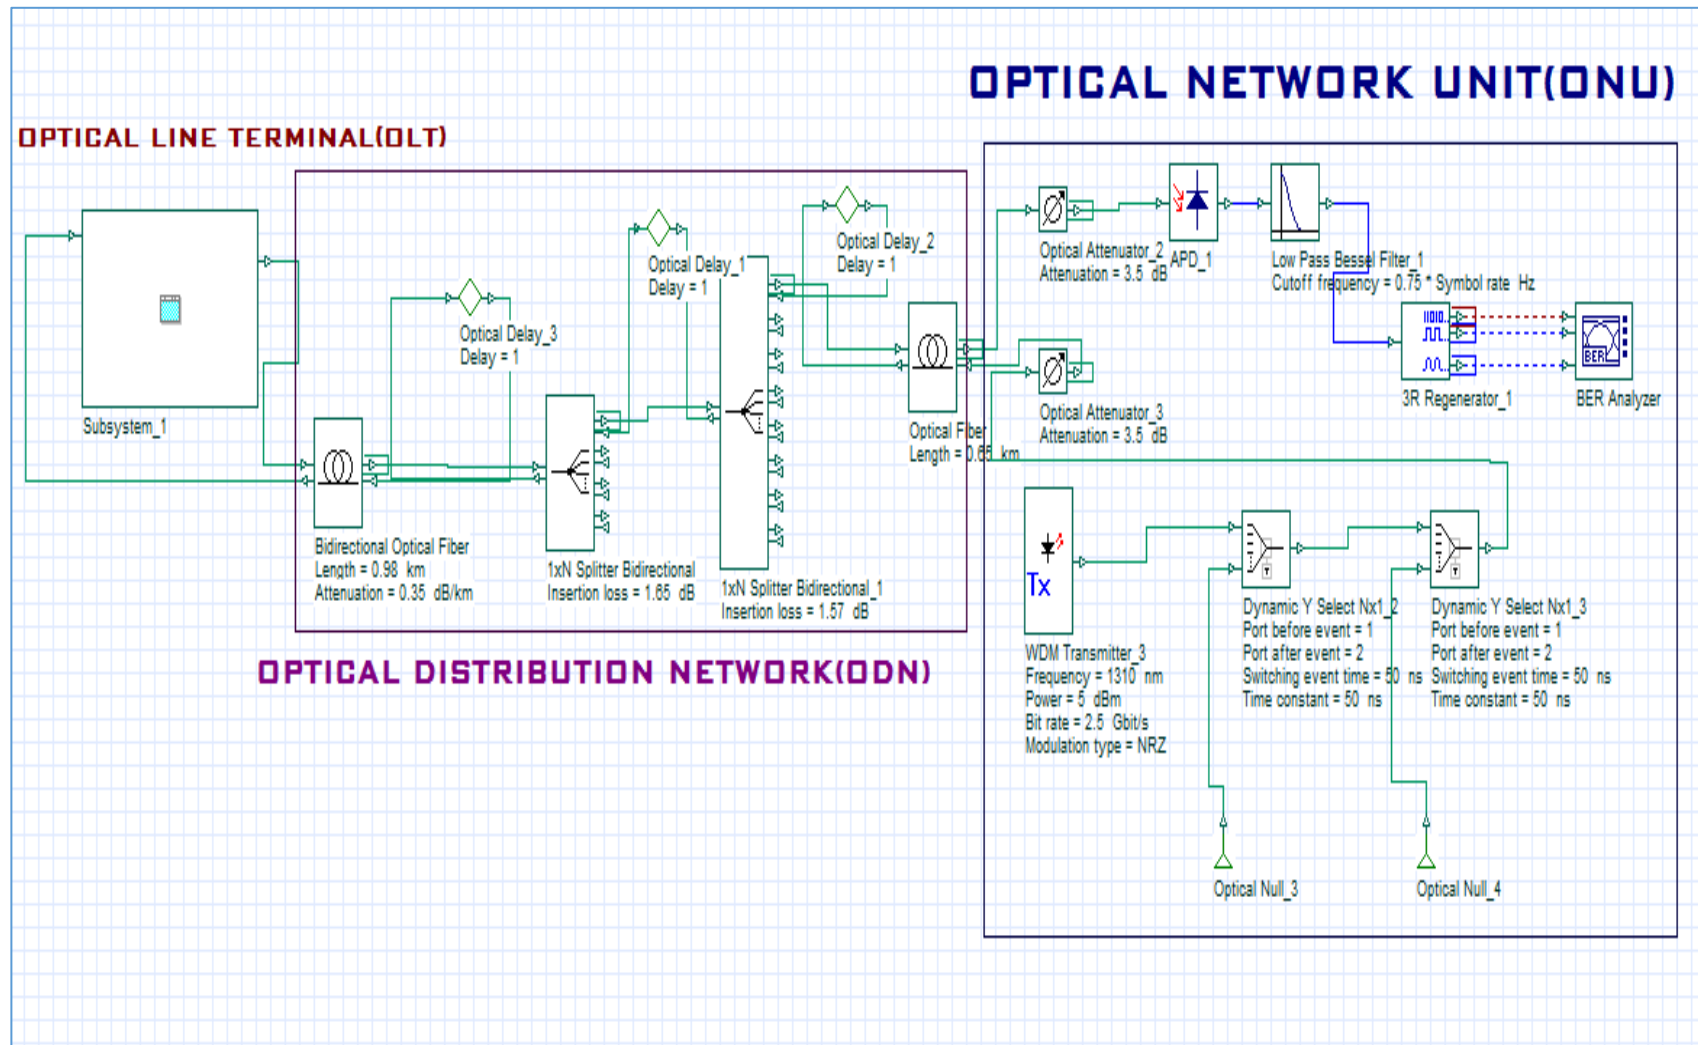 OPTICAL NETWORK UNIT(ONU)
OPTICAL LINE TERMINAL(OLT)
Subsystem_1
Optical Delay_3
Delay = 1
Optical Delay_1
Delay = 1
Optical Delay_2
Delay = 1
Bidirectional Optical Fiber
Length = 0.98 km
Attenuation = 0.35 dB/km
1xN Splitter Bidirectional
Insertion loss = 1.65 dB
1xN Splitter Bidirectional_1
Insertion loss = 1.57 dB
Optical Fiber
Length = 0.65 km
OPTICAL DISTRIBUTION NETWORK(ODN)
Optical Attenuator_2
Attenuation = 3.5 dB
APD_1
Low Pass Bessel Filter_1
Cutoff frequency = 0.75 * Symbol rate Hz
3R Regenerator_1
BER
BER Analyzer
Optical Attenuator_3
Attenuation = 3.5 dB
Tx
WDM Transmitter_3
Frequency = 1310 nm
Power = 5 dBm
Bit rate = 2.5 Gbit/s
Modulation type = NRZ
Dynamic Y Select Nx1_2
Port before event = 1
Port after event = 2
Switching event time = 50 ns
Time constant = 50 ns
Dynamic Y Select Nx1_3
Port before event = 1
Port after event = 2
Switching event time = 50 ns
Time constant = 50 ns
Optical Null_3
Optical Null_4